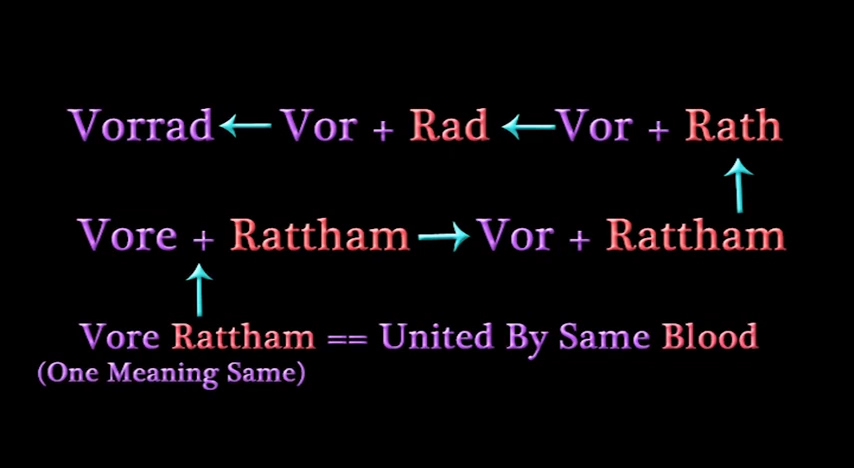 Vorrad ← Vor + Rad ← Vor + Rath
Vore + Rattham → Vor + Rattham
Vore Rattham == United By Same Blood
(One Meaning Same)